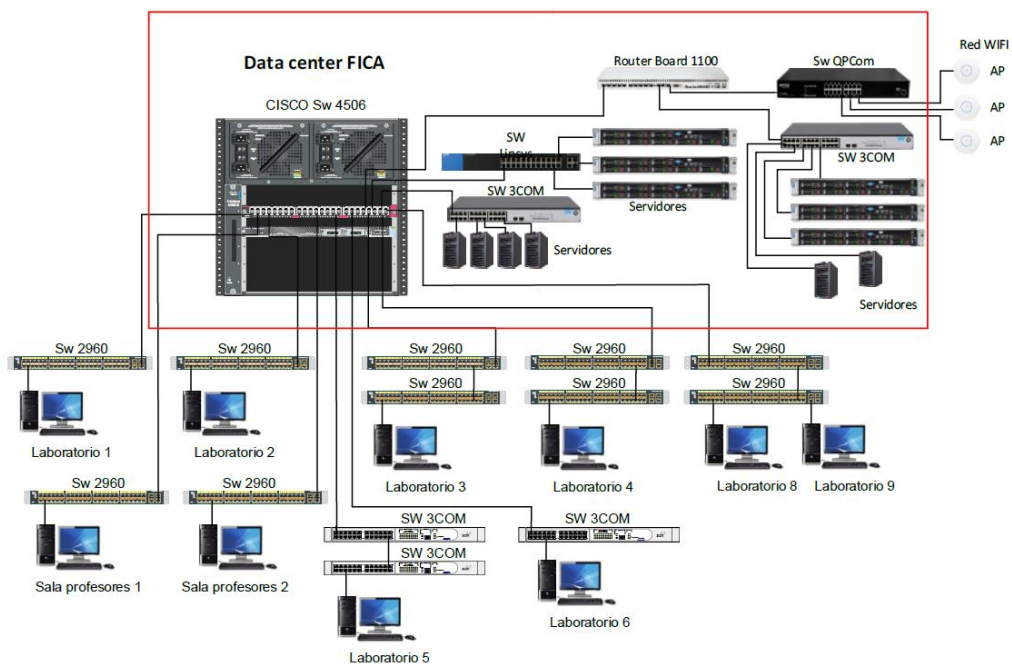 Data center FICA
CISCO Sw 4506
Router Board 1100
Sw QPCom
Red WIFI
AP
AP
AP
SW
Linsys
SW 3COM
SW 3COM
Servidores
Servidores
Servidores
Sw 2960
Sw 2960
Sw 2960
Sw 2960
Sw 2960
Sw 2960
Sw 2960
Sw 2960
Laboratorio 1
Laboratorio 2
Laboratorio 3
Laboratorio 4
Laboratorio 8
Laboratorio 9
Sw 2960
Sw 2960
Sala profesores 1
Sala profesores 2
SW 3COM
SW 3COM
SW 3COM
Laboratorio 6
Laboratorio 5